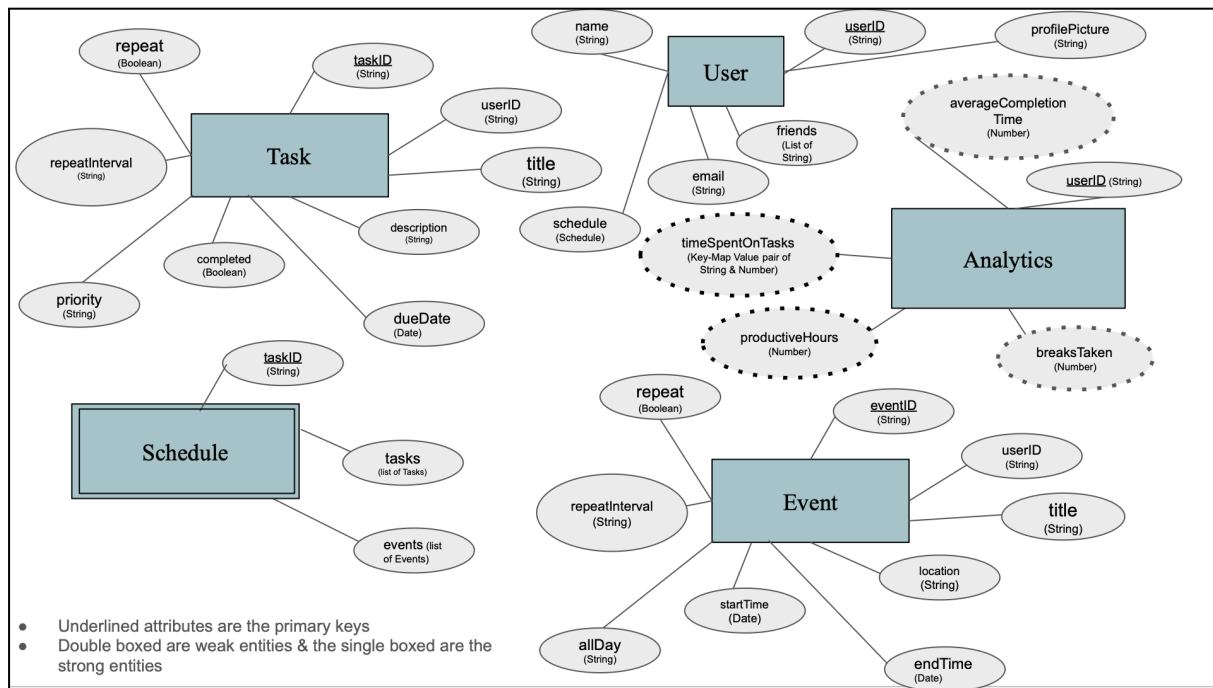 repeat
(Boolean)
taskID
(String)
userID
(String)
repeatInterval
(String)
Task
title
(String)
description
(String)
completed
(Boolean)
priority
(String)
dueDate
(Date)
name
(String)
userID
(String)
profilePicture
(String)
User
friends
(List of
String)
email
(String)
schedule
(Schedule)
averageCompletion
Time
(Number)
userID (String)
timeSpentOnTasks
(Key-Map Value pair of
String & Number)
Analytics
productiveHours
(Number)
breaksTaken
(Number)
taskID
(String)
Schedule
tasks
(list of Tasks)
events (list
of Events)
repeat
(Boolean)
eventID
(String)
userID
(String)
repeatInterval
(String)
Event
title
(String)
location
(String)
startTime
(Date)
allDay
(String)
endTime
(Date)
● Underlined attributes are the primary keys
● Double boxed are weak entities & the single boxed are the
strong entities